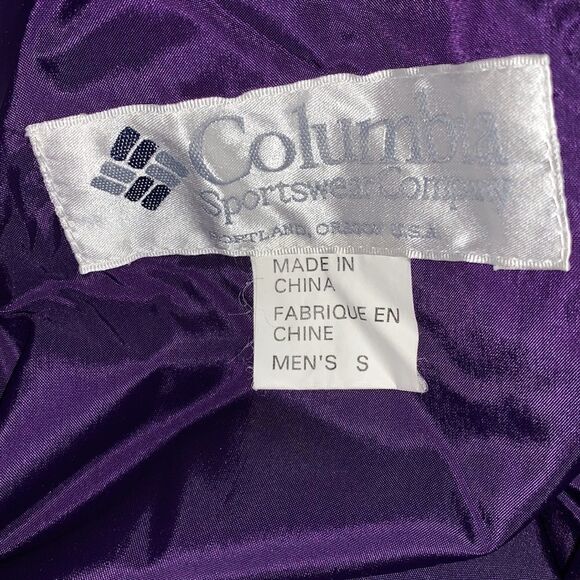 Columbia
Sportswear Company
PORTLAND, OREGON U.S.A.
MADE IN
CHINA
FABRIQUE EN
CHINE
MEN'S S